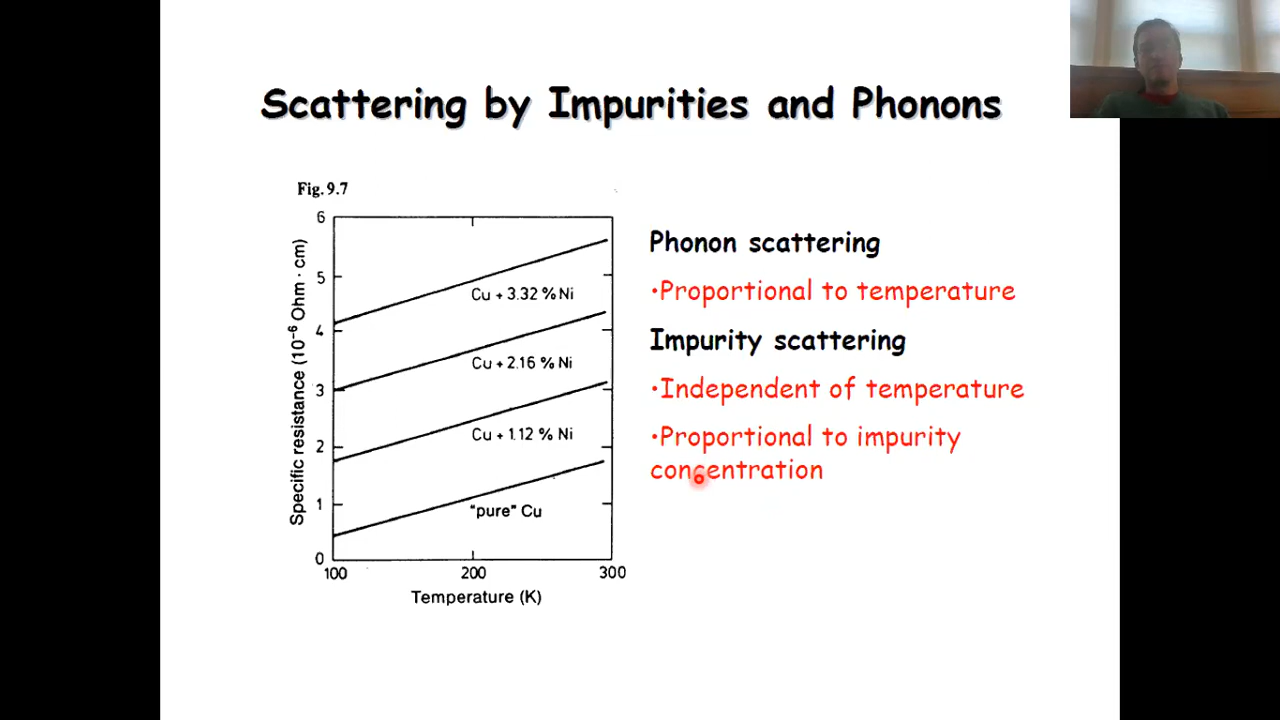 Scattering by Impurities and Phonons
Fig. 9.7
Specific resistance (10⁻⁶ Ohm · cm)
6
5
4
3
2
1
0
Cu + 3.32 % Ni
Cu + 2.16 % Ni
Cu + 1.12 % Ni
"pure" Cu
100 200 300
Temperature (K)
Phonon scattering
•Proportional to temperature
Impurity scattering
•Independent of temperature
•Proportional to impurity
concentration